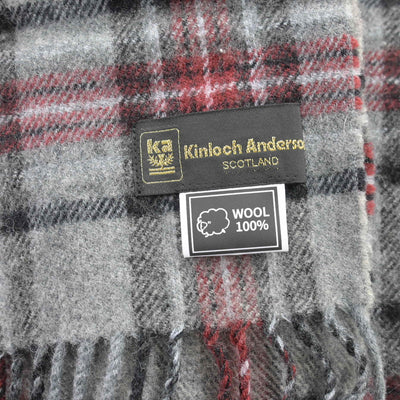 ka
Kinloch Anderso
SCOTLAND
WOOL
100%